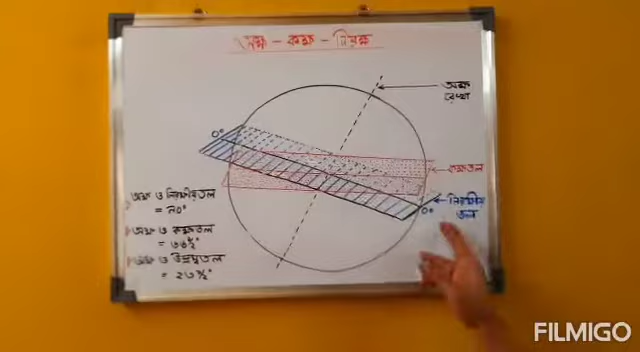 অক্ষ - কক্ষ - নিরক্ষ
অক্ষ
রেখা
0°
কক্ষতল
নিরক্ষীয়
তল
0°
অক্ষ ও নিরক্ষীয়তল
= ৯০°
অক্ষ ও কক্ষতল
= ৬৬½°
অক্ষ ও
= ২৩½°
FILMIGO